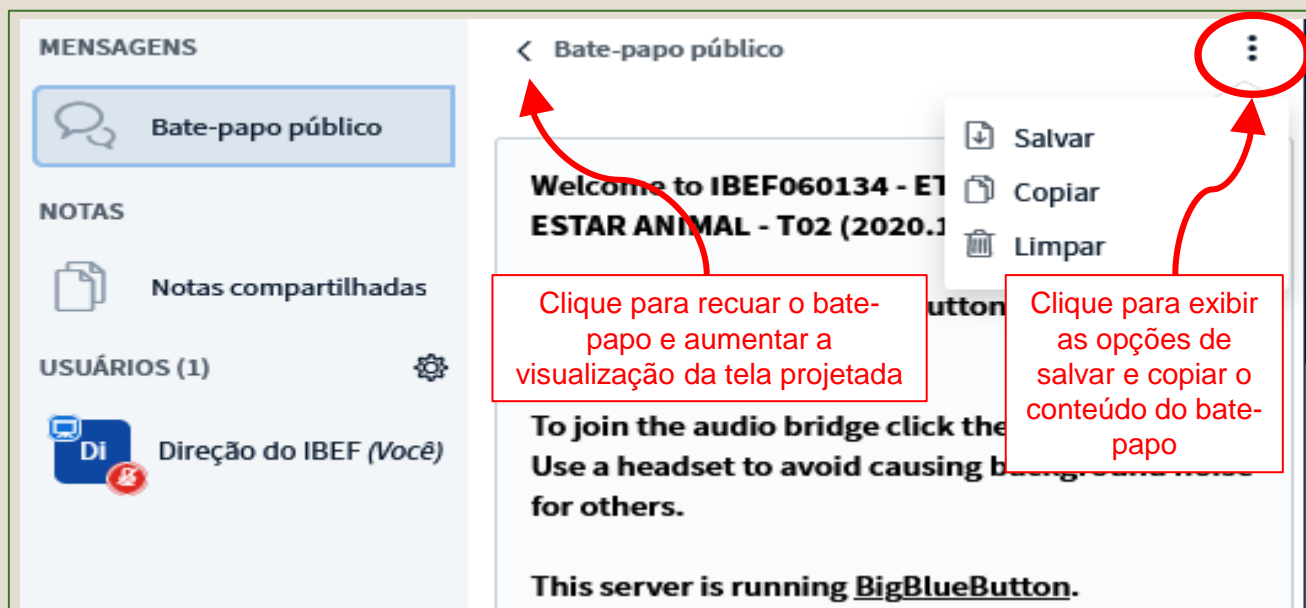 MENSAGENS
Bate-papo público
NOTAS
Notas compartilhadas
USUÁRIOS (1)
Di
Direção do IBEF (Você)
Bate-papo público
Salvar
Copiar
Limpar
Welcome to IBEF060134 -
ESTAR ANIMAL - T02 (2020.1
Clique para recuar o bate-
papo e aumentar a
visualização da tela projetada
utton
Clique para exibir
as opções de
salvar e copiar o
conteúdo do bate-
papo
To join the audio bridge click the
Use a headset to avoid causing background noise
for others.
This server is running BigBlueButton.